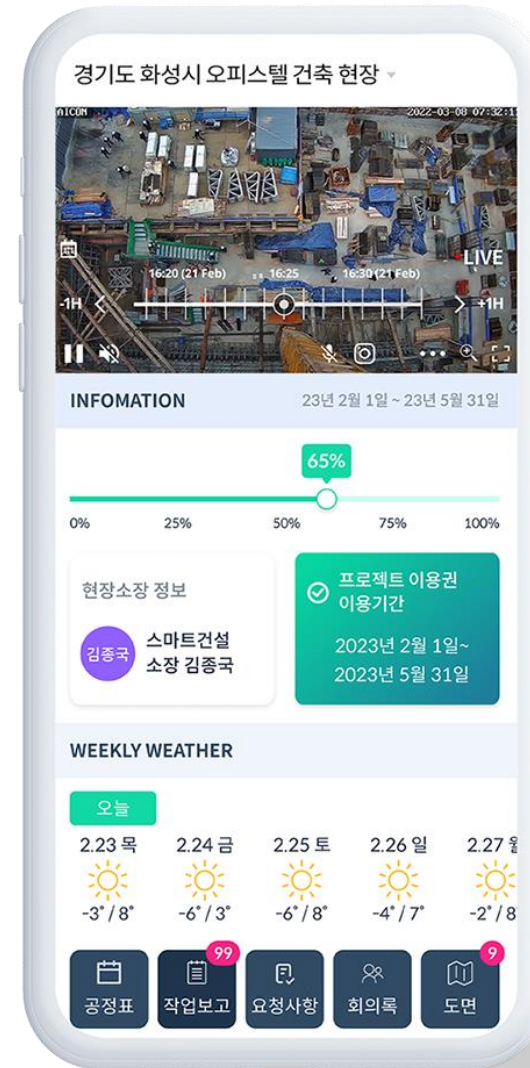 경기도 화성시 오피스텔 건축 현장
AICON 2022-03-08 07:32:1
LIVE
16:20 (21 Feb) 16:25 16:30 (21 Feb)
-1H +1H
INFOMATION 23년 2월 1일 ~ 23년 5월 31일
65%
0% 25% 50% 75% 100%
현장소장 정보
김종국
스마트건설
소장 김종국
프로젝트 이용권
이용기간
2023년 2월 1일~
2023년 5월 31일
WEEKLY WEATHER
오늘
2.23 목 2.24 금 2.25 토 2.26 일 2.27
-3° / 8° -6° / 3° -6° / 8° -4° / 7° -2° / 8
99 9
공정표 작업보고 요청사항 회의록 도면